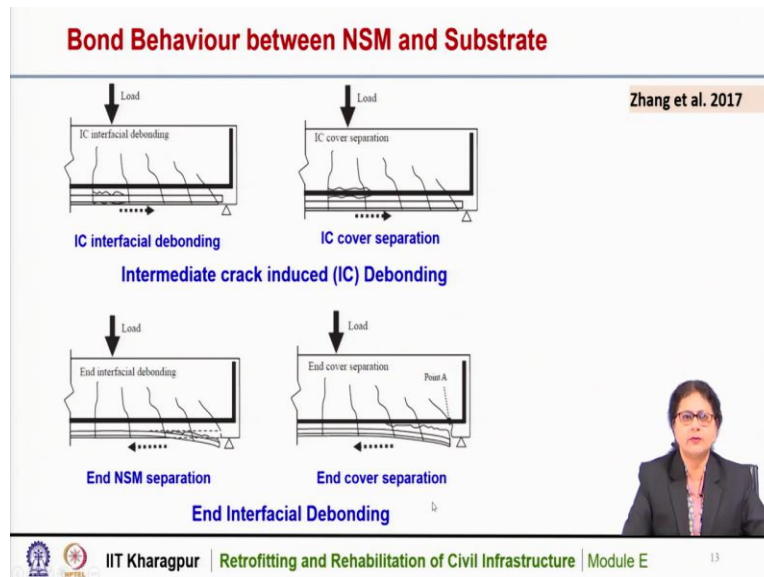 Bond Behaviour between NSM and Substrate
Zhang et al. 2017
Load
IC interfacial debonding
IC interfacial debonding
Load
IC cover separation
IC cover separation
Intermediate crack induced (IC) Debonding
Load
End interfacial debonding
End NSM separation
Load
End cover separation
Point A
End cover separation
End Interfacial Debonding
IIT Kharagpur | Retrofitting and Rehabilitation of Civil Infrastructure | Module E
13